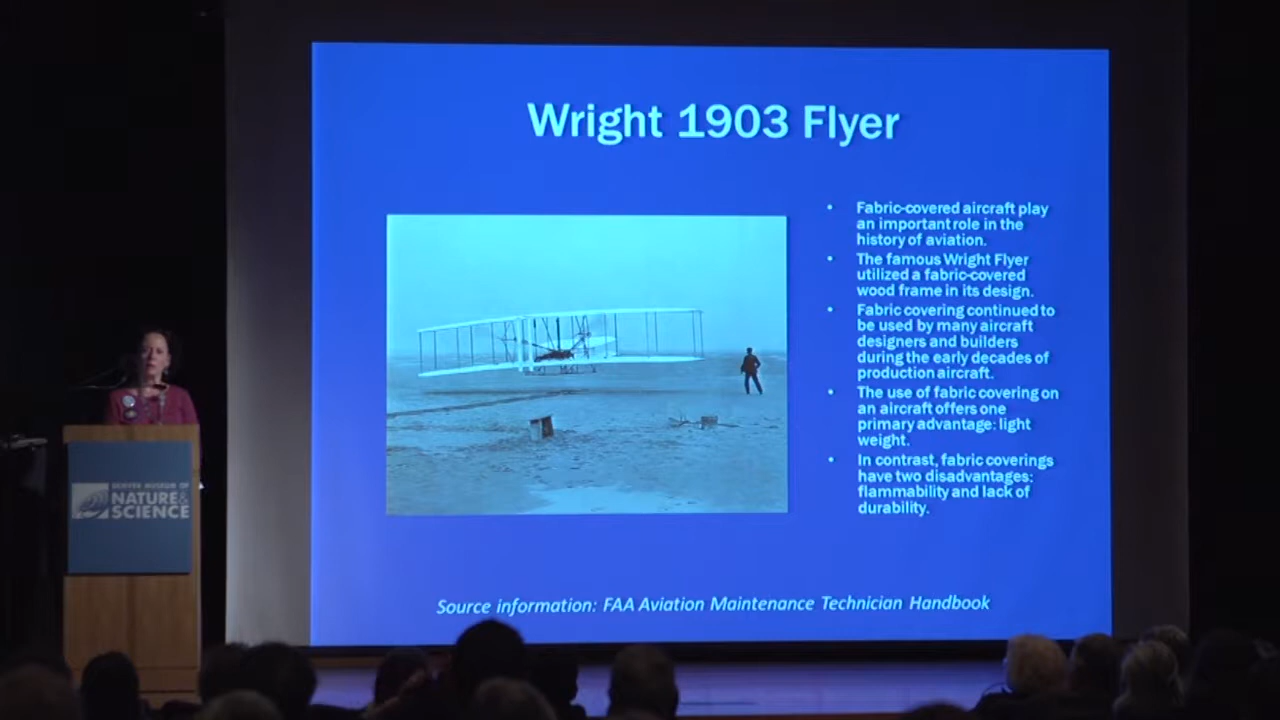 Wright 1903 Flyer
• Fabric-covered aircraft play
an important role in the
history of aviation.
• The famous Wright Flyer
utilized a fabric-covered
wood frame in its design.
• Fabric covering continued to
be used by many aircraft
designers and builders
during the early decades of
production aircraft.
• The use of fabric covering on
an aircraft offers one
primary advantage: light
weight.
• In contrast, fabric coverings
have two disadvantages:
flammability and lack of
durability.
Source information: FAA Aviation Maintenance Technician Handbook
DENVER MUSEUM OF
NATURE &
SCIENCE